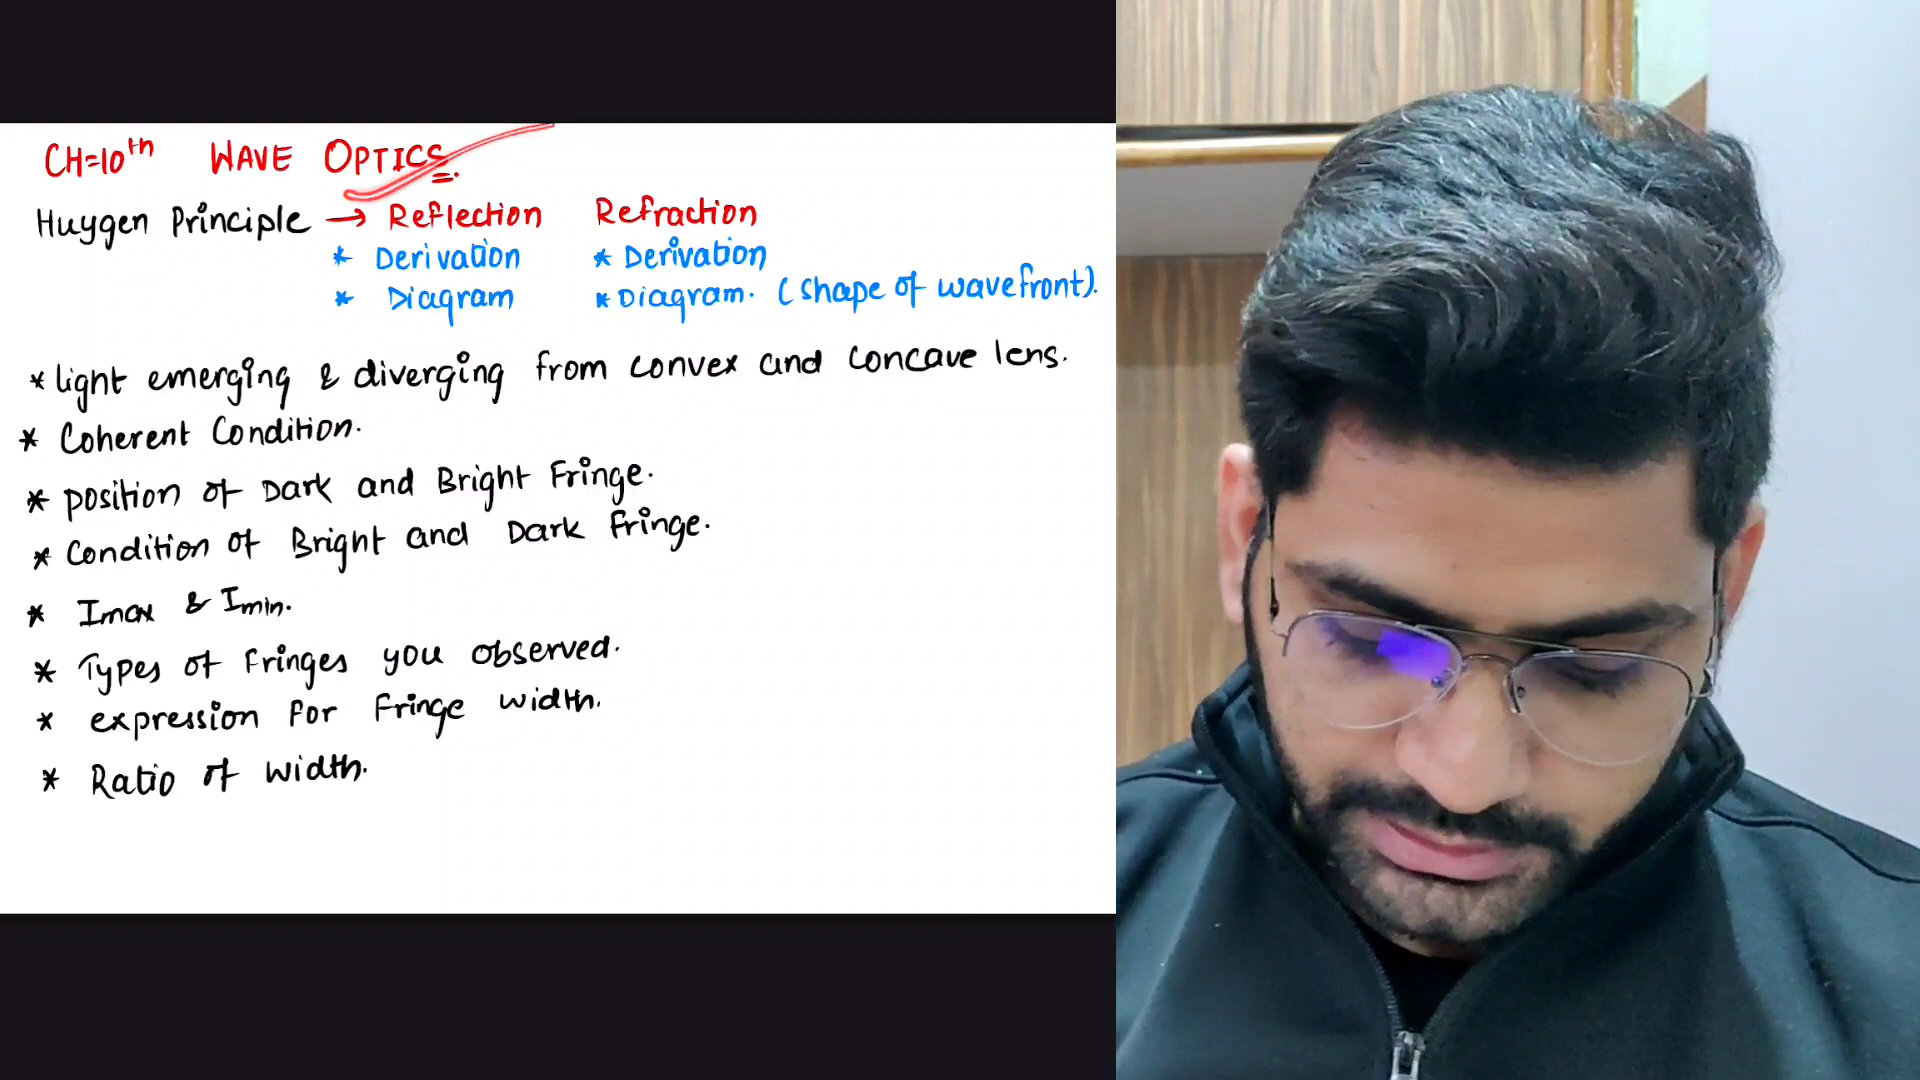 CH=10th WAVE OPTICS.
Huygen Principle → Reflection Refraction
* Derivation * Derivation
* Diagram * Diagram. (shape of wavefront).
* light emerging & diverging from convex and concave lens.
* Coherent Condition.
* position of Dark and Bright Fringe.
* Condition of Bright and Dark fringe.
* Imax & Imin.
* Types of fringes you observed.
* expression for fringe width.
* Ratio of width.